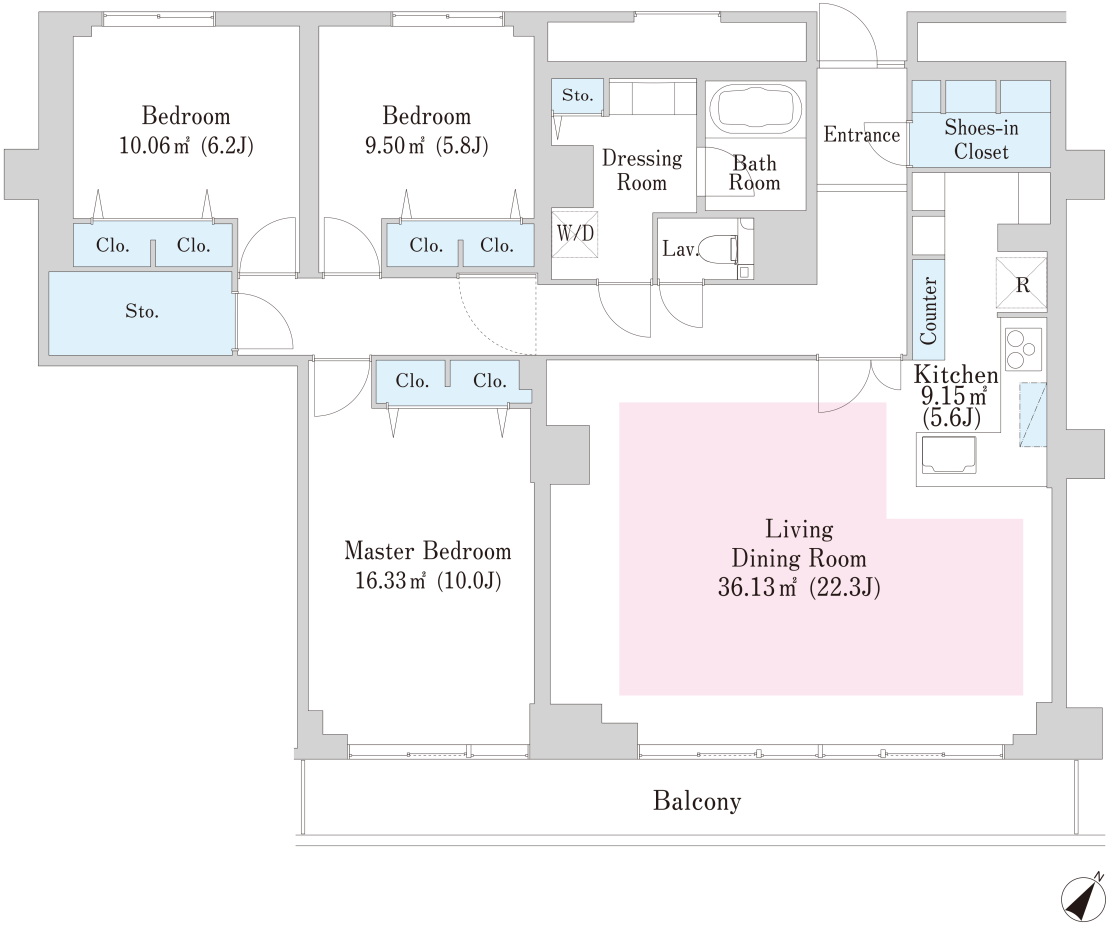 Bedroom
10.06㎡ (6.2J)
Bedroom
9.50㎡ (5.8J)
Sto.
Dressing
Room
Bath
Room
Entrance
Shoes-in
Closet
Clo.
Clo.
Clo.
Clo.
W/D
Lav.
Sto.
R
Counter
Clo.
Clo.
Kitchen
9.15㎡
(5.6J)
Master Bedroom
16.33㎡ (10.0J)
Living
Dining Room
36.13㎡ (22.3J)
Balcony
N